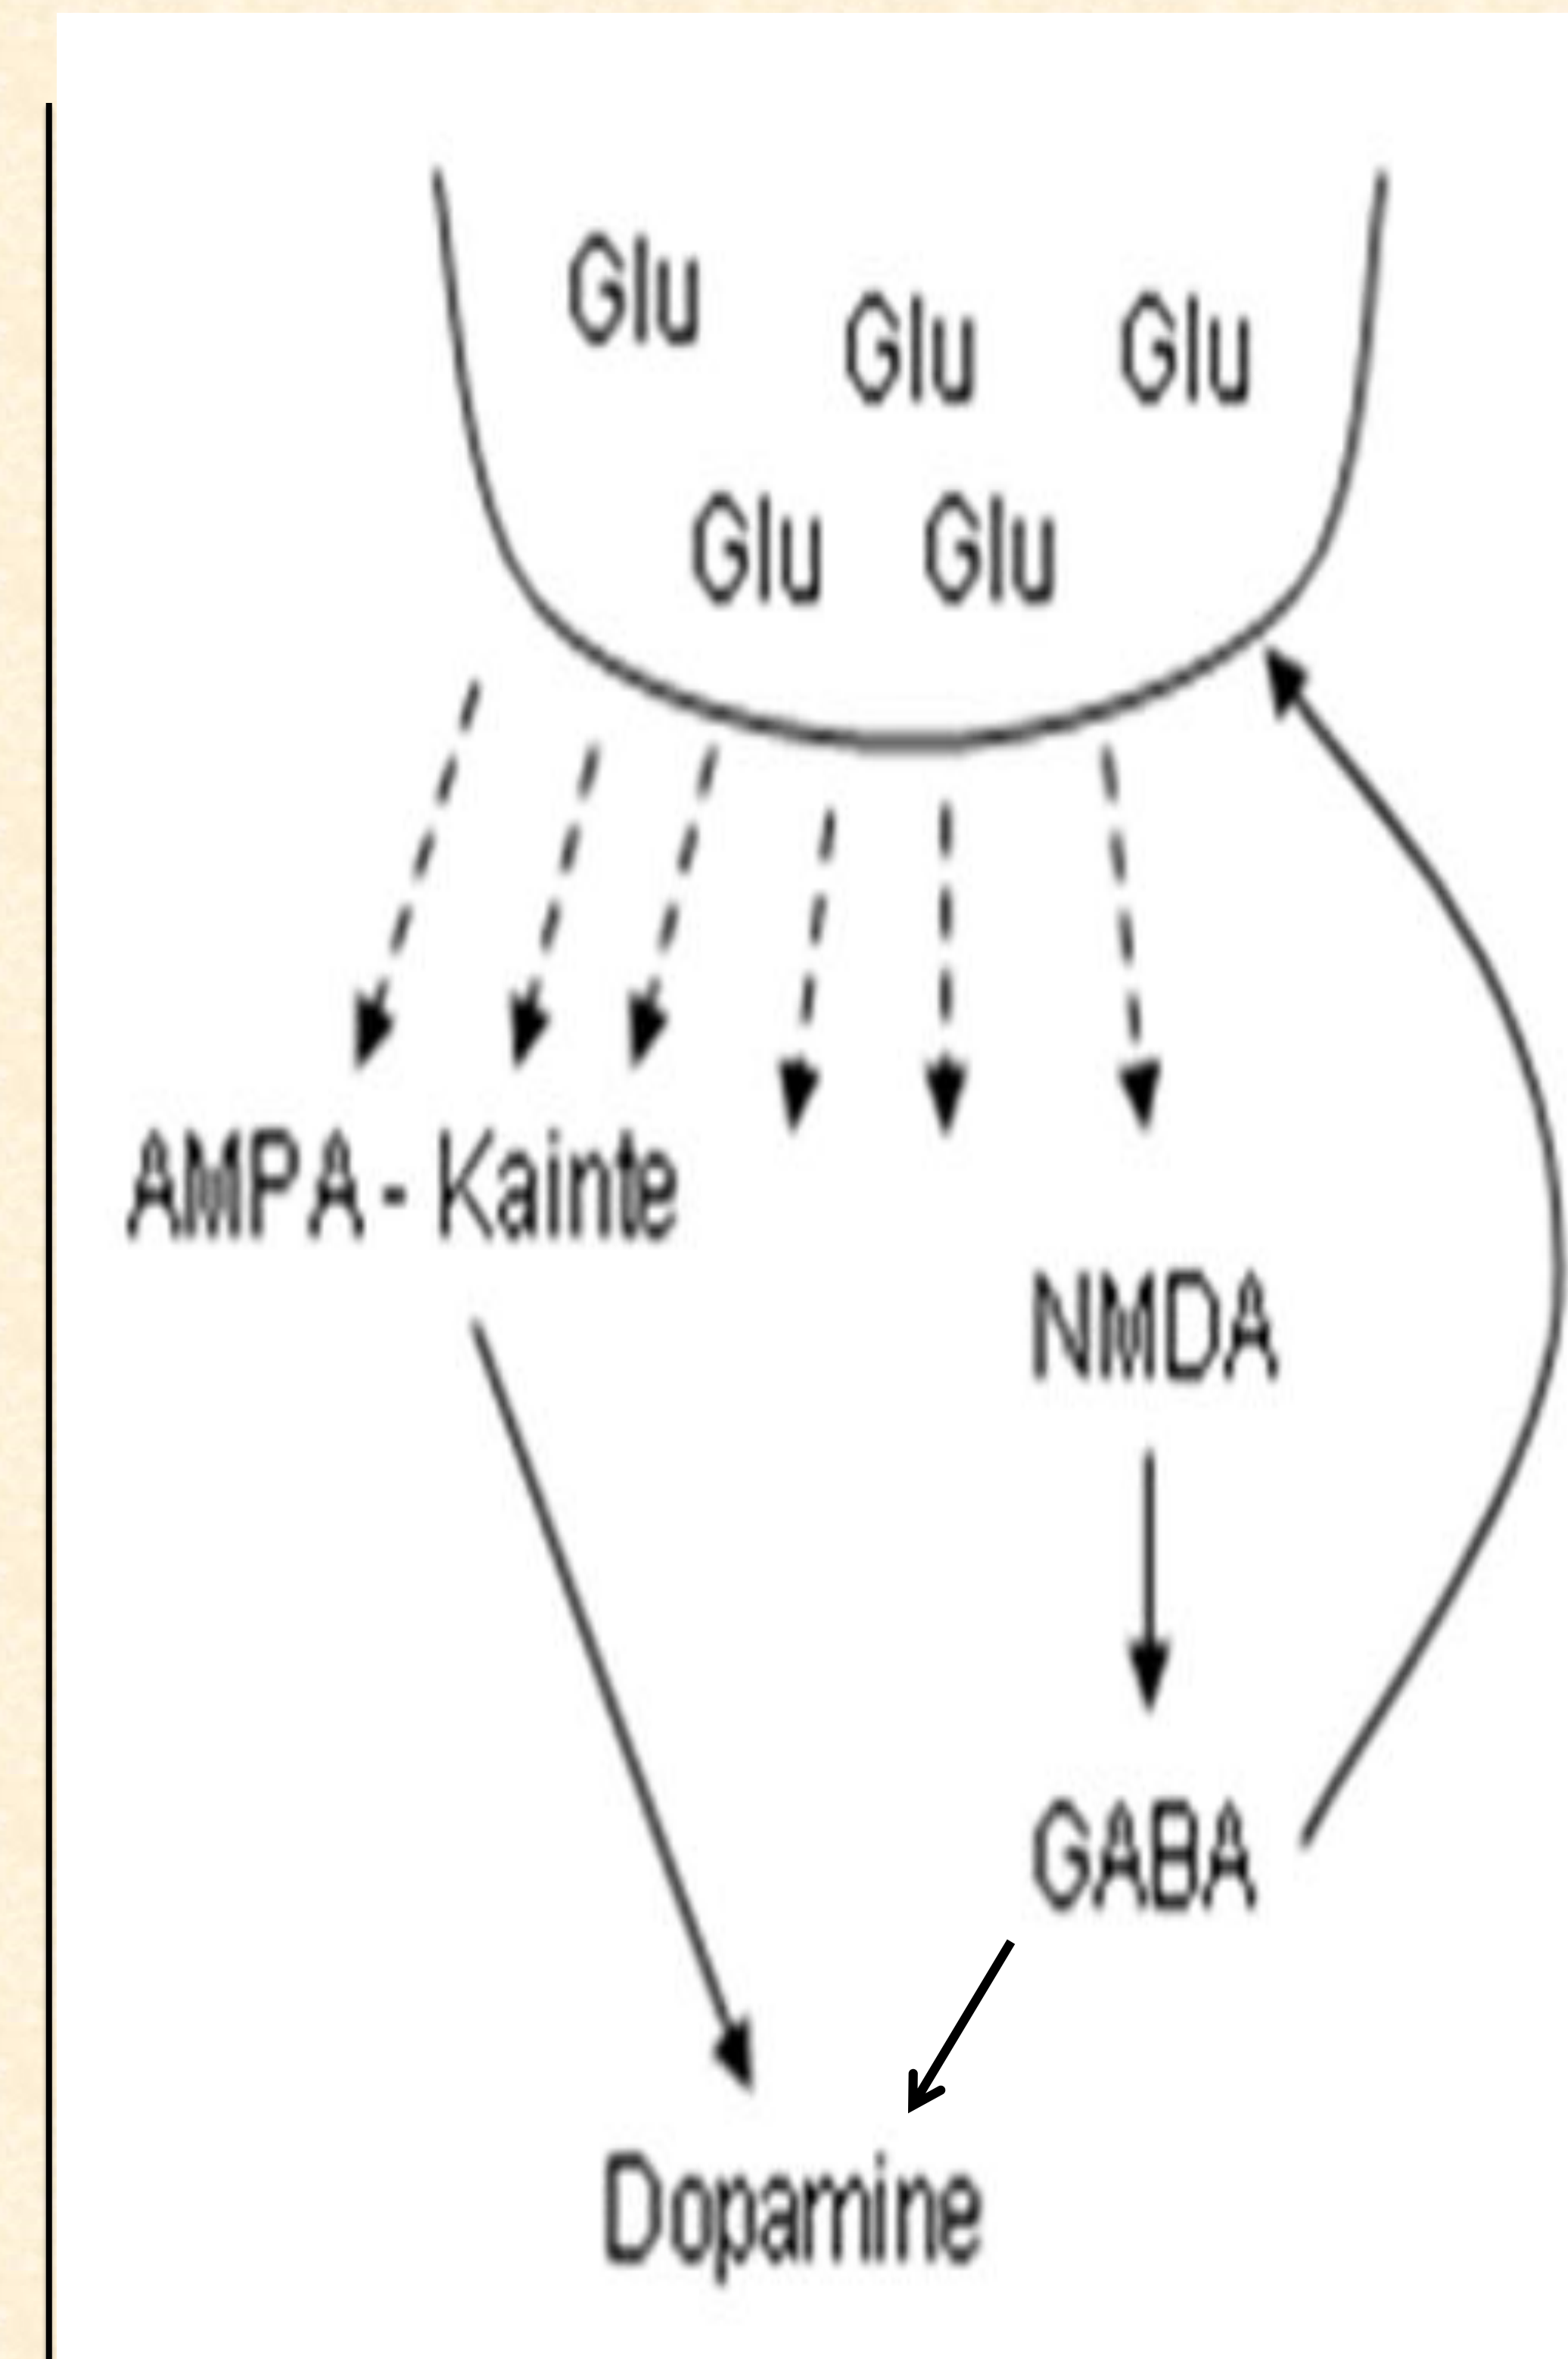 Glu
Glu Glu
Glu Glu
AMPA - Kainte
NMDA
GABA
Dopamine